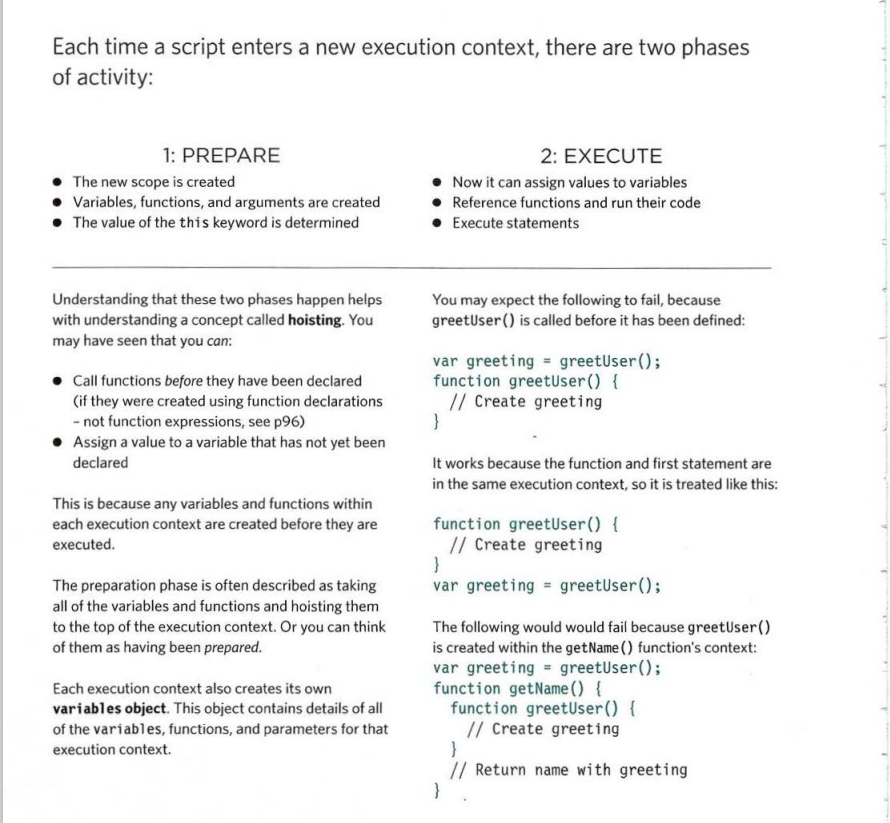 Each time a script enters a new execution context, there are two phases
of activity:
1: PREPARE
● The new scope is created
● Variables, functions, and arguments are created
● The value of the this keyword is determined
2: EXECUTE
● Now it can assign values to variables
● Reference functions and run their code
● Execute statements
Understanding that these two phases happen helps
with understanding a concept called hoisting. You
may have seen that you can:
● Call functions before they have been declared
(if they were created using function declarations
– not function expressions, see p96)
● Assign a value to a variable that has not yet been
declared
This is because any variables and functions within
each execution context are created before they are
executed.
The preparation phase is often described as taking
all of the variables and functions and hoisting them
to the top of the execution context. Or you can think
of them as having been prepared.
Each execution context also creates its own
variables object. This object contains details of all
of the variables, functions, and parameters for that
execution context.
You may expect the following to fail, because
greetUser() is called before it has been defined:
var greeting = greetUser();
function greetUser() {
// Create greeting
}
It works because the function and first statement are
in the same execution context, so it is treated like this:
function greetUser() {
// Create greeting
}
var greeting = greetUser();
The following would would fail because greetUser()
is created within the getName() function's context:
var greeting = greetUser();
function getName() {
function greetUser() {
// Create greeting
}
// Return name with greeting
}